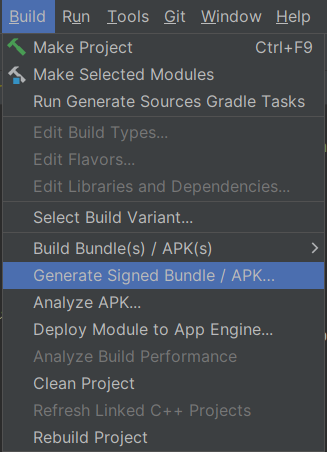 Build Run Tools Git Window Help
Make Project Ctrl+F9
Make Selected Modules
Run Generate Sources Gradle Tasks
Edit Build Types...
Edit Flavors...
Edit Libraries and Dependencies...
Select Build Variant...
Build Bundle(s) / APK(s)
Generate Signed Bundle / APK...
Analyze APK...
Deploy Module to App Engine...
Analyze Build Performance
Clean Project
Refresh Linked C++ Projects
Rebuild Project